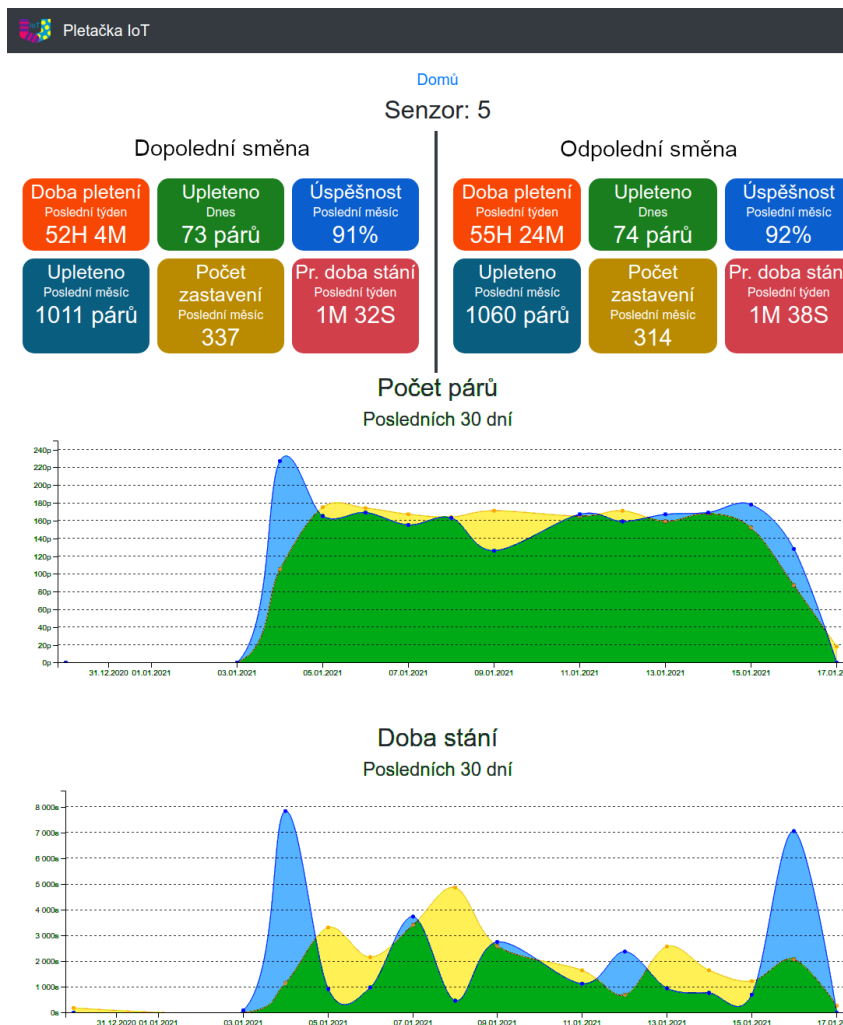 IoT
Pletačka IoT
Domů
Senzor: 5
Dopolední směna
Doba pletení
Poslední týden
52H 4M
Upleteno
Dnes
73 párů
Úspěšnost
Poslední měsíc
91%
Upleteno
Poslední měsíc
1011 párů
Počet
zastavení
Poslední měsíc
337
Pr. doba stání
Poslední týden
1M 32S
Odpolední směna
Doba pletení
Poslední týden
55H 24M
Upleteno
Dnes
74 párů
Úspěšnost
Poslední měsíc
92%
Upleteno
Poslední měsíc
1060 párů
Počet
zastavení
Poslední měsíc
314
Pr. doba stání
Poslední týden
1M 38S
Počet párů
Posledních 30 dní
240p
220p
200p
180p
160p
140p
120p
100p
80p
60p
40p
20p
0p
31.12.2020 01.01.2021 03.01.2021 05.01.2021 07.01.2021 09.01.2021 11.01.2021 13.01.2021 15.01.2021 17.01.2
Doba stání
Posledních 30 dní
8 000s
7 000s
6 000s
5 000s
4 000s
3 000s
2 000s
1 000s
0s
31.12.2020 01.01.2021 03.01.2021 05.01.2021 07.01.2021 09.01.2021 11.01.2021 13.01.2021 15.01.2021 17.01.2